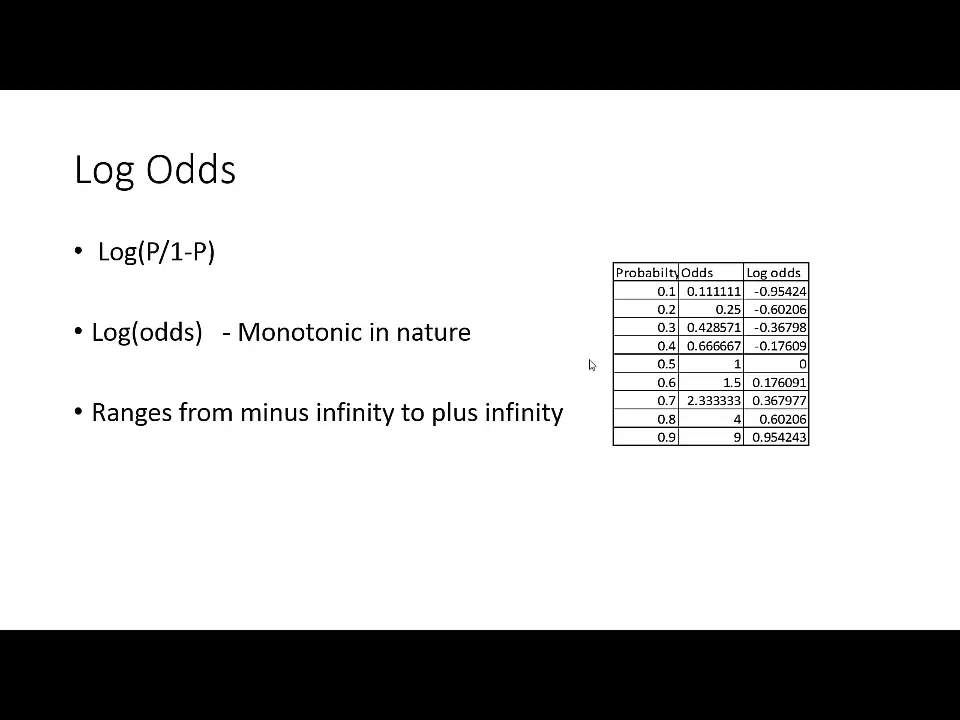 Log Odds
• Log(P/1-P)
• Log(odds) - Monotonic in nature
• Ranges from minus infinity to plus infinity
Probabilty Odds Log odds
0.1 0.111111 -0.95424
0.2 0.25 -0.60206
0.3 0.428571 -0.36798
0.4 0.666667 -0.17609
0.5 1 0
0.6 1.5 0.176091
0.7 2.333333 0.367977
0.8 4 0.60206
0.9 9 0.954243